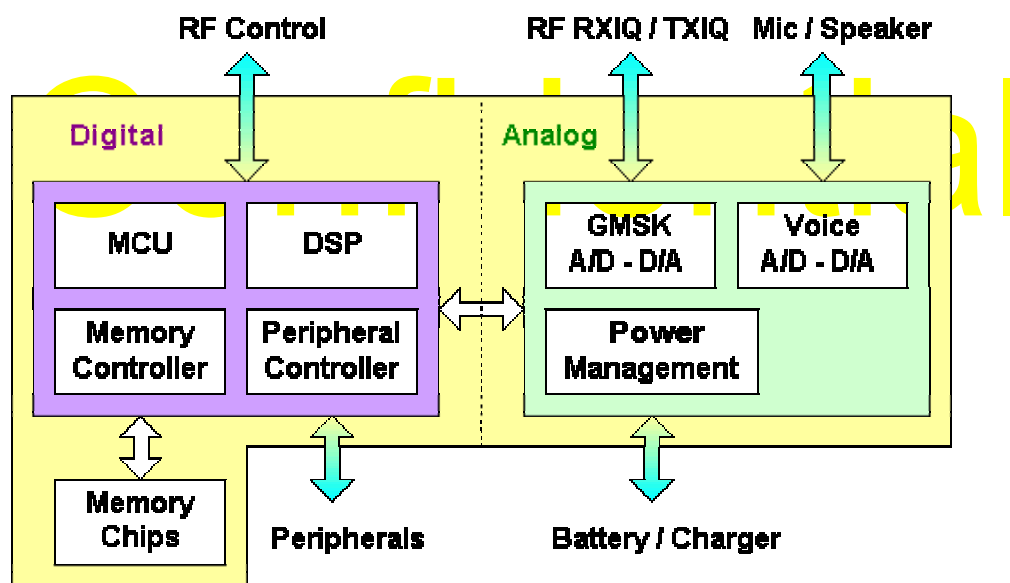 RF Control
RF RXIQ / TXIQ
Mic / Speaker
Confidential
Digital
Analog
MCU
DSP
GMSK
A/D - D/A
Voice
A/D - D/A
Memory
Controller
Peripheral
Controller
Power
Management
Memory
Chips
Peripherals
Battery / Charger